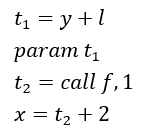 t₁ = y + l
param t₁
t₂ = call f, 1
x = t₂ + 2